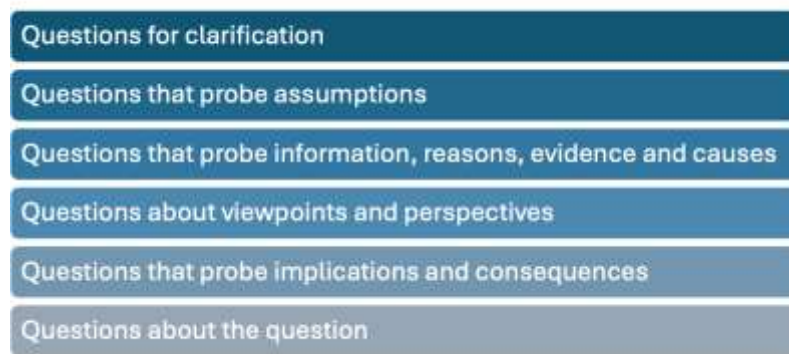 Questions for clarification
Questions that probe assumptions
Questions that probe information, reasons, evidence and causes
Questions about viewpoints and perspectives
Questions that probe implications and consequences
Questions about the question